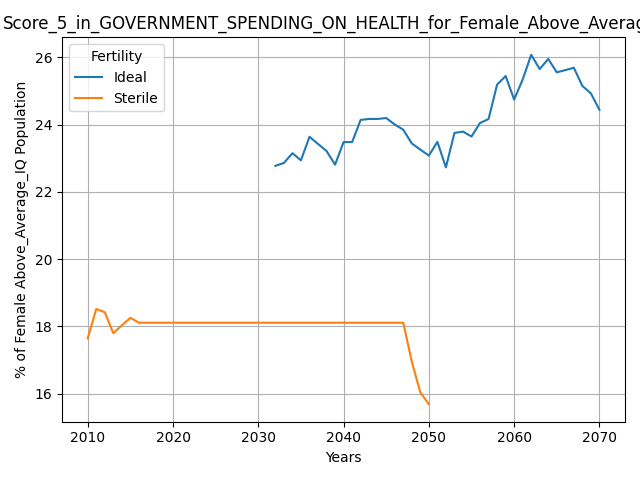 Score_5_in_GOVERNMENT_SPENDING_ON_HEALTH_for_Female_Above_Averag
Fertility
Ideal
Sterile
% of Female Above_Average_IQ Population
26
24
22
20
18
16
2010 2020 2030 2040 2050 2060 2070
Years